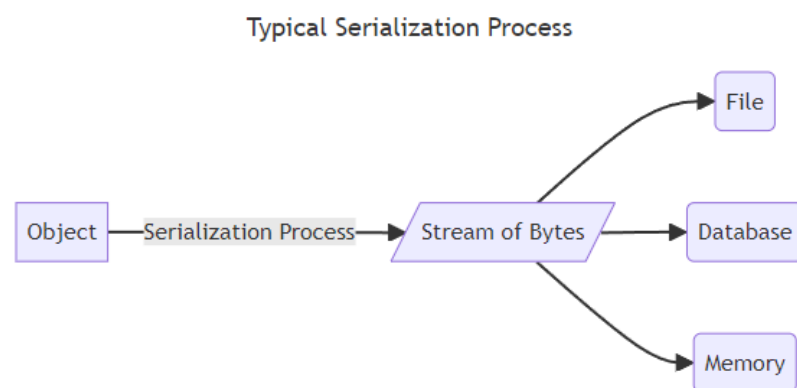 Typical Serialization Process
File
Object
Serialization Process
Stream of Bytes
Database
Memory